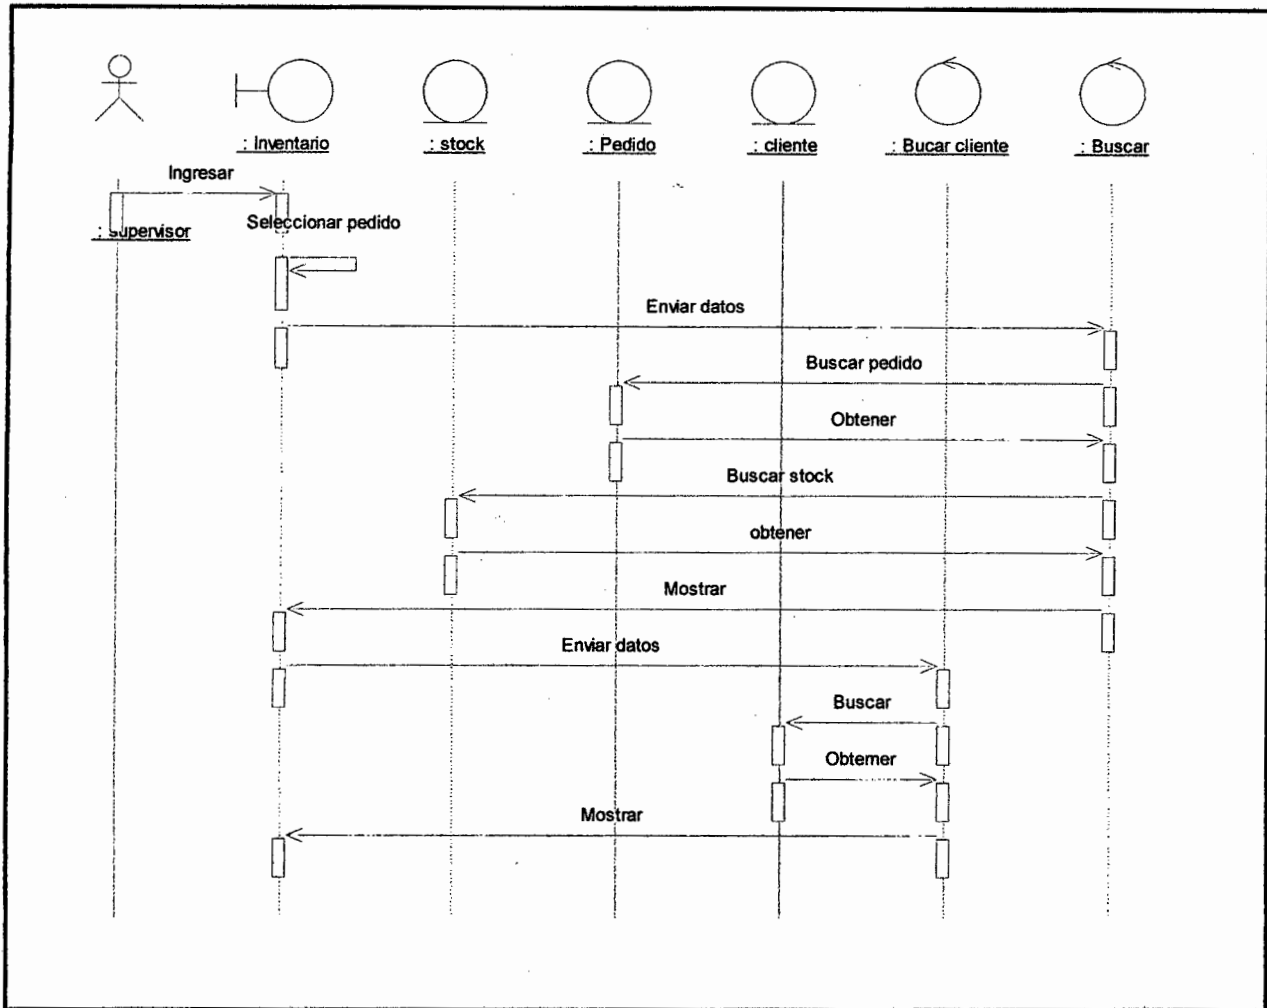 : Inventario
: stock
: Pedido
: cliente
: Bucar cliente
: Buscar
Ingresar
Seleccionar pedido
: supervisor
Enviar datos
Buscar pedido
Obtener
Buscar stock
obtener
Mostrar
Enviar datos
Buscar
Obtemer
Mostrar